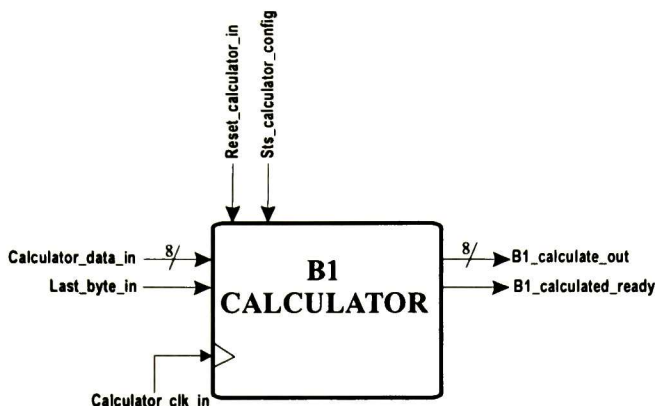 Reset_calculator_in
Sts_calculator_config
Calculator_data_in
8/
Last_byte_in
B1
CALCULATOR
8/
B1_calculate_out
B1_calculated_ready
Calculator_clk_in